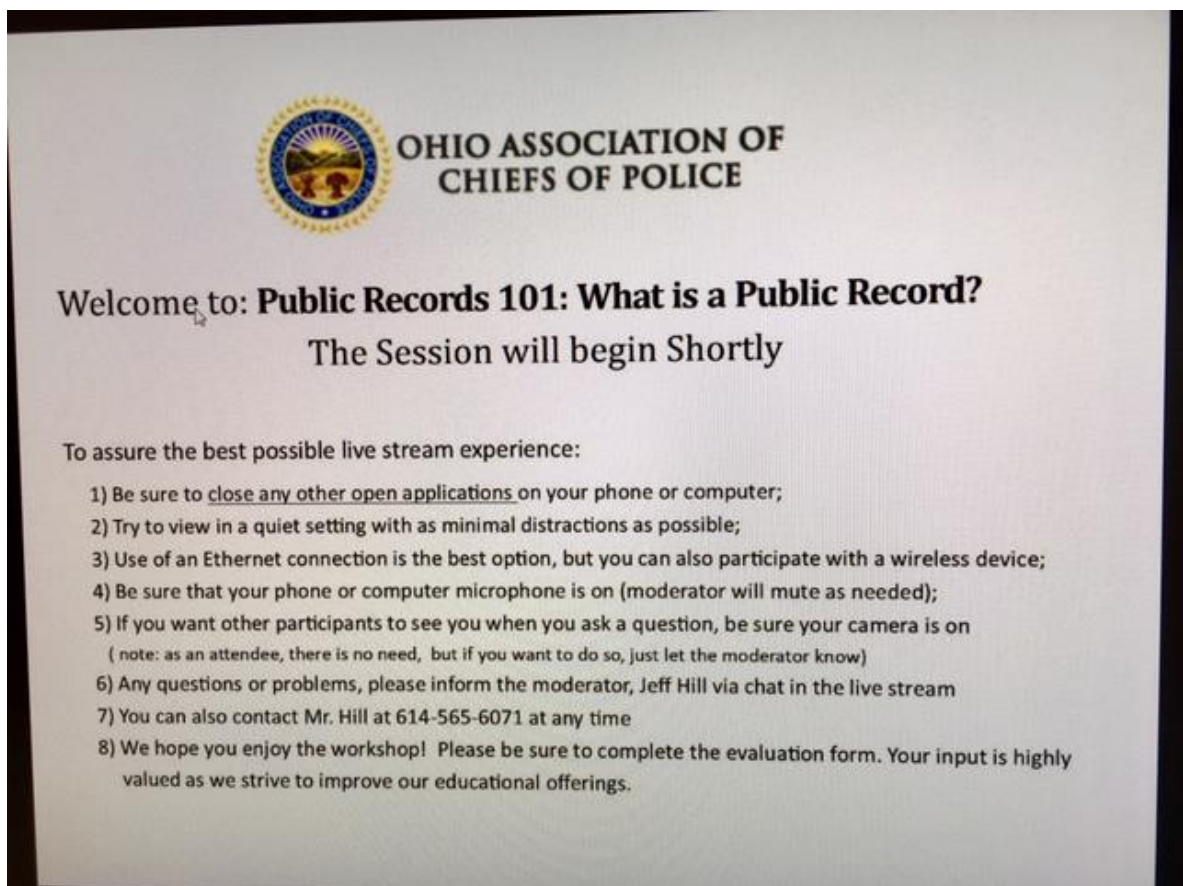 OHIO ASSOCIATION OF
CHIEFS OF POLICE
Welcome to: Public Records 101: What is a Public Record?
The Session will begin Shortly
To assure the best possible live stream experience:
1) Be sure to close any other open applications on your phone or computer;
2) Try to view in a quiet setting with as minimal distractions as possible;
3) Use of an Ethernet connection is the best option, but you can also participate with a wireless device;
4) Be sure that your phone or computer microphone is on (moderator will mute as needed);
5) If you want other participants to see you when you ask a question, be sure your camera is on
( note: as an attendee, there is no need, but if you want to do so, just let the moderator know)
6) Any questions or problems, please inform the moderator, Jeff Hill via chat in the live stream
7) You can also contact Mr. Hill at 614-565-6071 at any time
8) We hope you enjoy the workshop! Please be sure to complete the evaluation form. Your input is highly
valued as we strive to improve our educational offerings.